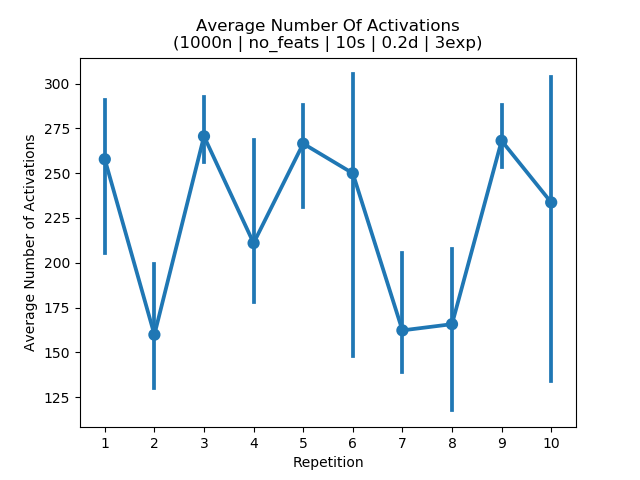 Average Number Of Activations
(1000n | no_feats | 10s | 0.2d | 3exp)
300
275
250
225
200
175
150
125
Average Number of Activations
1 2 3 4 5 6 7 8 9 10
Repetition